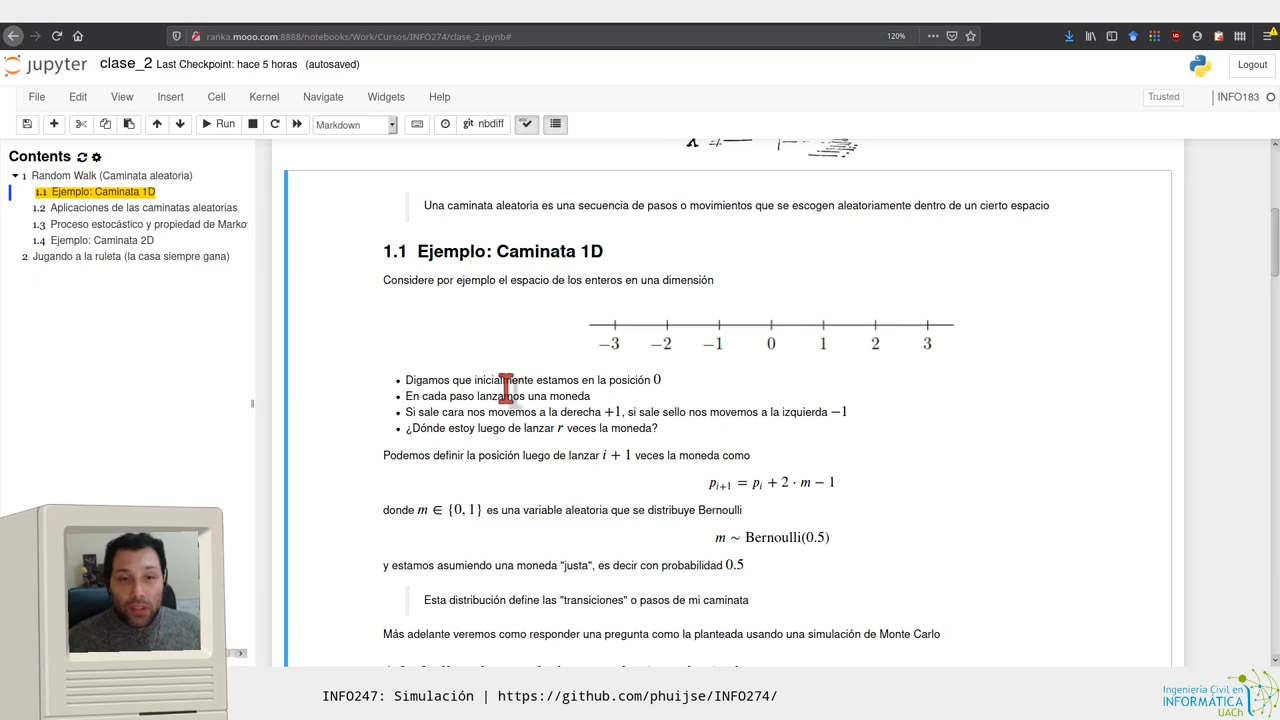 ranka.mooo.com:8888/notebooks/Work/Cursos/INFO274/clase_2.ipynb#
120%
jupyter clase_2 Last Checkpoint: hace 5 horas (autosaved)
Logout
File Edit View Insert Cell Kernel Navigate Widgets Help
Trusted
INFO183
Run
Markdown
git nbdiff
Contents
1 Random Walk (Caminata aleatoria)
1.1 Ejemplo: Caminata 1D
1.2 Aplicaciones de las caminatas aleatorias
1.3 Proceso estocástico y propiedad de Marko
1.4 Ejemplo: Caminata 2D
2 Jugando a la ruleta (la casa siempre gana)
Una caminata aleatoria es una secuencia de pasos o movimientos que se escogen aleatoriamente dentro de un cierto espacio
1.1 Ejemplo: Caminata 1D
Considere por ejemplo el espacio de los enteros en una dimensión
−3 −2 −1 0 1 2 3
• Digamos que inicialmente estamos en la posición 0
• En cada paso lanzamos una moneda
• Si sale cara nos movemos a la derecha +1, si sale sello nos movemos a la izquierda −1
• ¿Dónde estoy luego de lanzar r veces la moneda?
Podemos definir la posición luego de lanzar i + 1 veces la moneda como
p_{i+1} = p_i + 2 · m − 1
donde m ∈ {0, 1} es una variable aleatoria que se distribuye Bernoulli
m ∼ Bernoulli(0.5)
y estamos asumiendo una moneda "justa", es decir con probabilidad 0.5
Esta distribución define las "transiciones" o pasos de mi caminata
Más adelante veremos como responder una pregunta como la planteada usando una simulación de Monte Carlo
INFO247: Simulación | https://github.com/phuijse/INFO274/
Ingeniería Civil en
INFORMÁTICA
UACh